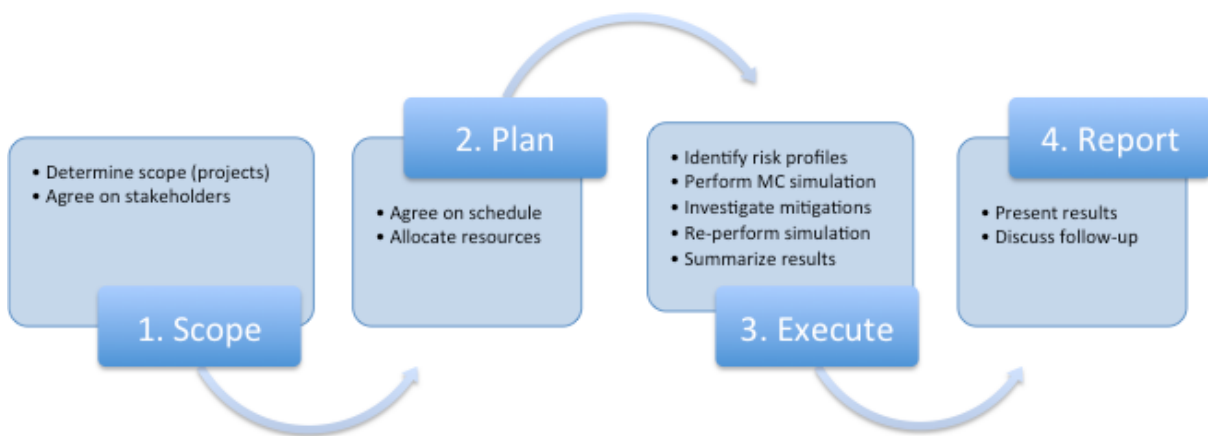 • Determine scope (projects)
• Agree on stakeholders
1. Scope
2. Plan
• Agree on schedule
• Allocate resources
• Identify risk profiles
• Perform MC simulation
• Investigate mitigations
• Re-perform simulation
• Summarize results
3. Execute
4. Report
• Present results
• Discuss follow-up